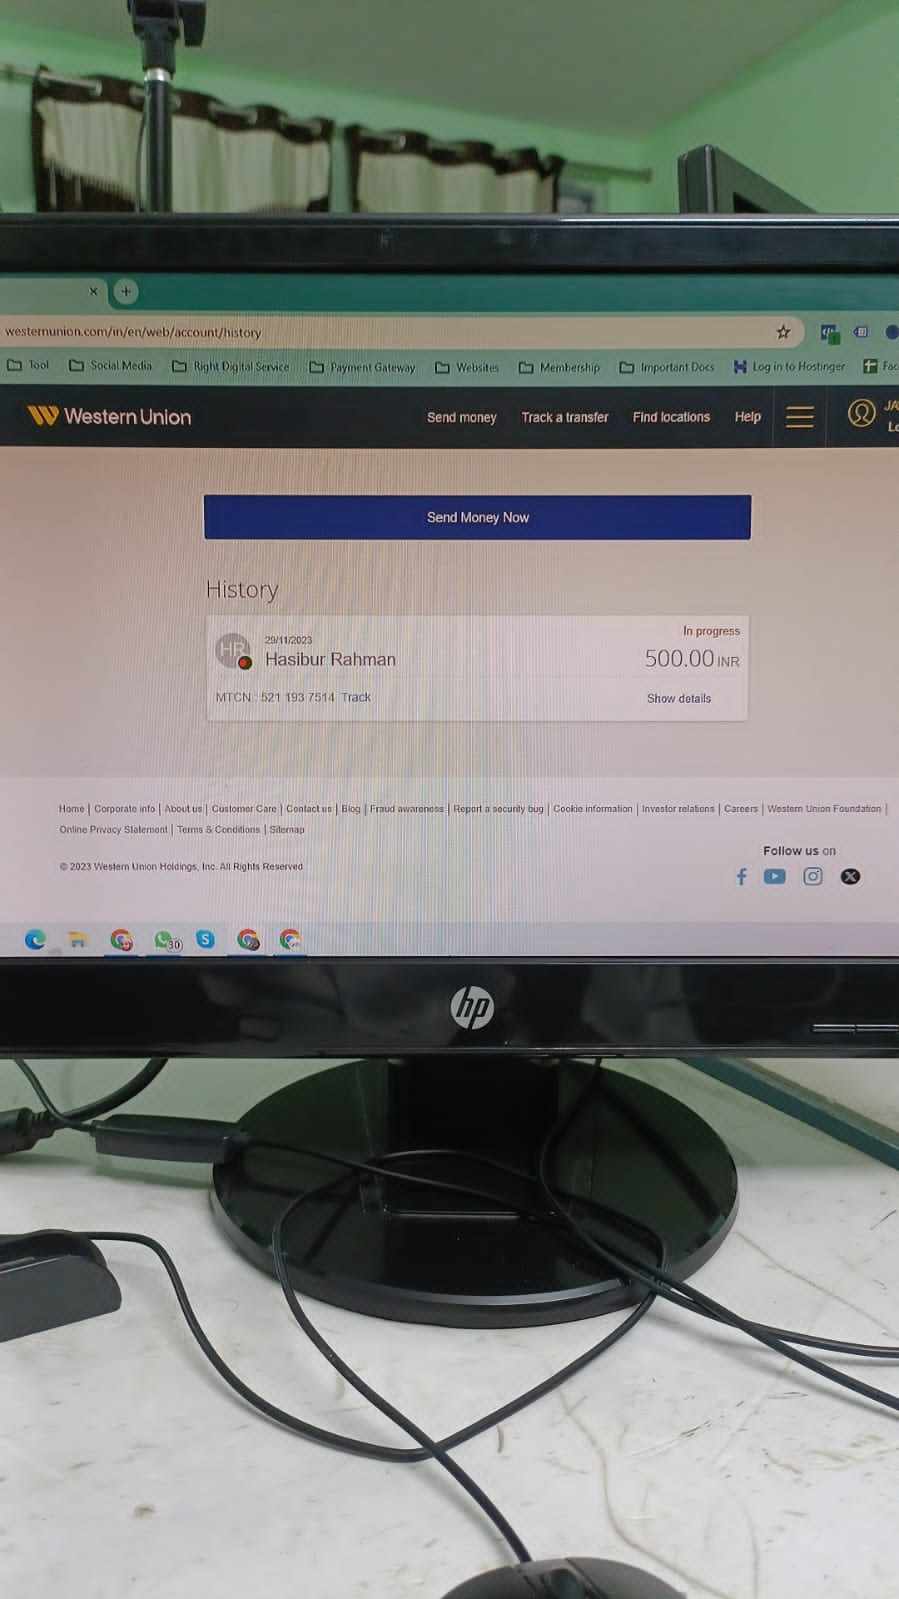 westernunion.com/in/en/web/account/history
Tool Social Media Right Digital Service Payment Gateway Websites Membership Important Docs Log in to Hostinger
Western Union Send money Track a transfer Find locations Help
Send Money Now
History
29/11/2023 In progress
HR Hasibur Rahman 500.00 INR
MTCN : 521 193 7514 Track Show details
Home | Corporate info | About us | Customer Care | Contact us | Blog | Fraud awareness | Report a security bug | Cookie information | Investor relations | Careers | Western Union Foundation |
Online Privacy Statement | Terms & Conditions | Sitemap
Follow us on
© 2023 Western Union Holdings, Inc. All Rights Reserved
30
hp